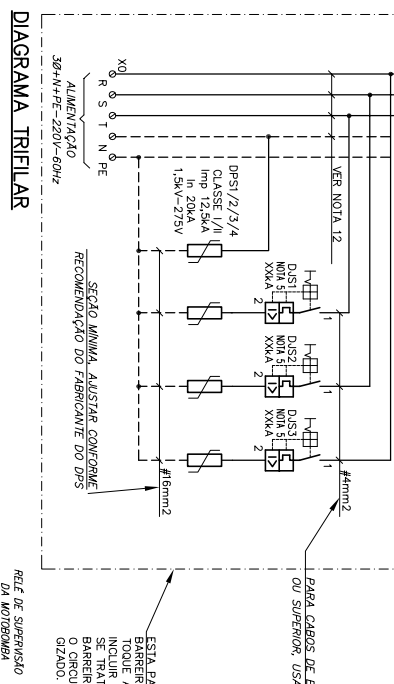 DIAGRAMA TRIFILAR
ALIMENTAÇÃO
3Ø+N+PE-220V-60Hz
X0
R S T N PE
VER NOTA 12
DPS1/2/3/4
CLASSE I/II
Imp 12,5kA
In 20kA
1,5kV-275V
DJS1
NOTA 5
XXkA
1
2
I>
DJS2
NOTA 5
XXkA
1
2
I>
DJS3
NOTA 5
XXkA
1
2
I>
#4mm2
#16mm2
SEÇÃO MÍNIMA, AJUSTAR CONFORME
RECOMENDAÇÃO DO FABRICANTE DO DPS
PARA CABOS DE
OU SUPERIOR, USA
ESTA PA
BARREIR
TOQUE
INCLUIR
SE TRAT
BARREIR
O CIRCU
GIZADO.
RELÉ DE SUPERVISÃO
DA MOTOBOMBA